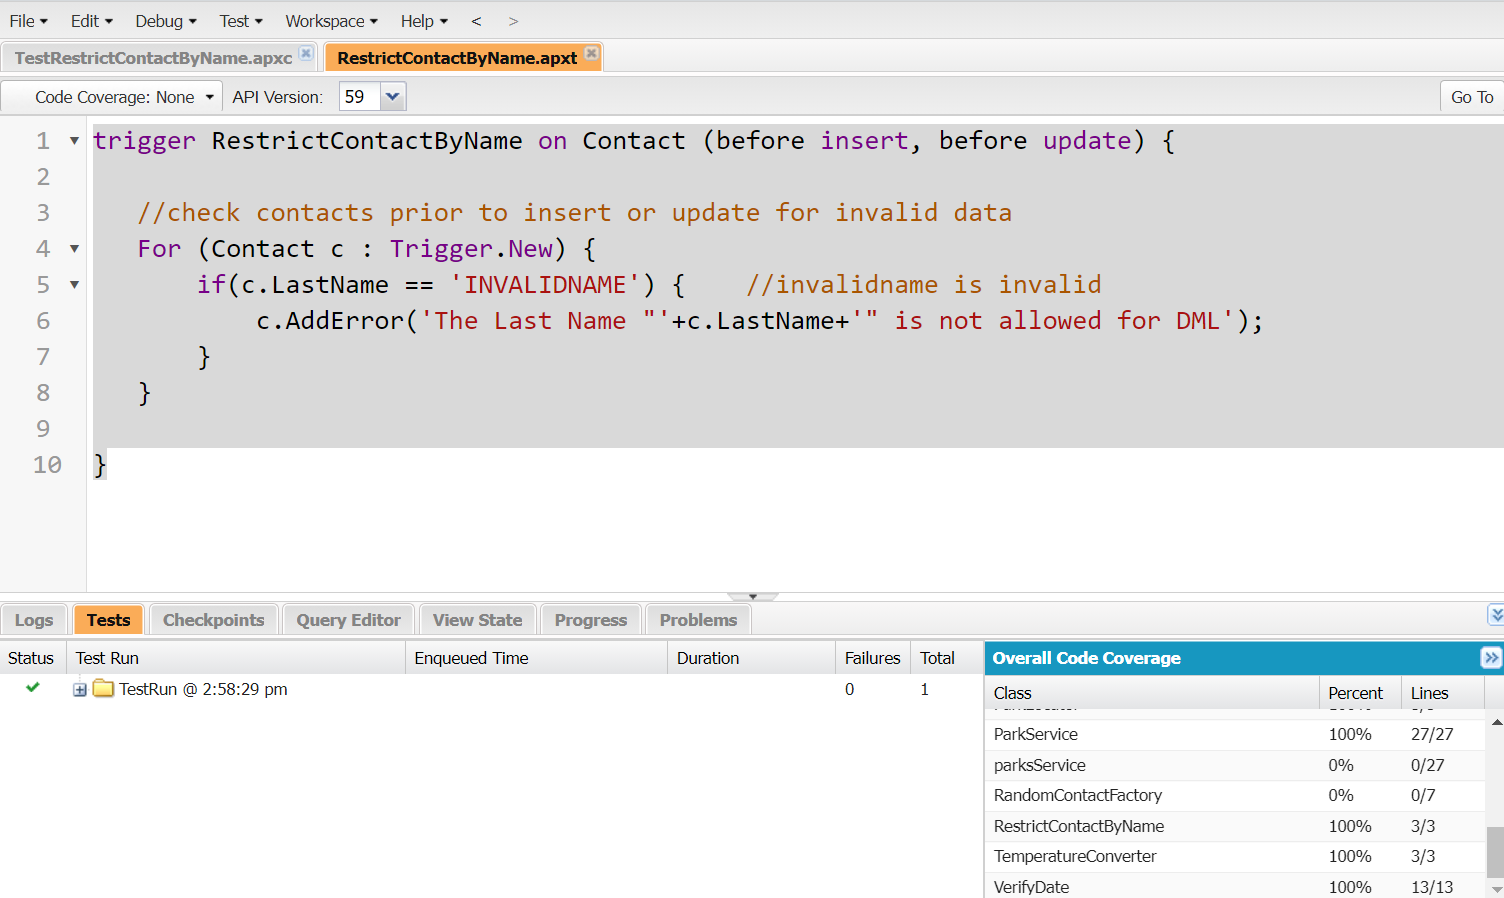 File Edit Debug Test Workspace Help < >
TestRestrictContactByName.apxc RestrictContactByName.apxt
Code Coverage: None API Version: 59 Go To
1 trigger RestrictContactByName on Contact (before insert, before update) {
2
3 //check contacts prior to insert or update for invalid data
4 For (Contact c : Trigger.New) {
5 if(c.LastName == 'INVALIDNAME') { //invalidname is invalid
6 c.AddError('The Last Name "'+c.LastName+'" is not allowed for DML');
7 }
8 }
9
10 }
Logs Tests Checkpoints Query Editor View State Progress Problems
Status Test Run Enqueued Time Duration Failures Total
TestRun @ 2:58:29 pm 0 1
Overall Code Coverage
Class Percent Lines
ParkService 100% 27/27
parksService 0% 0/27
RandomContactFactory 0% 0/7
RestrictContactByName 100% 3/3
TemperatureConverter 100% 3/3
VerifyDate 100% 13/13